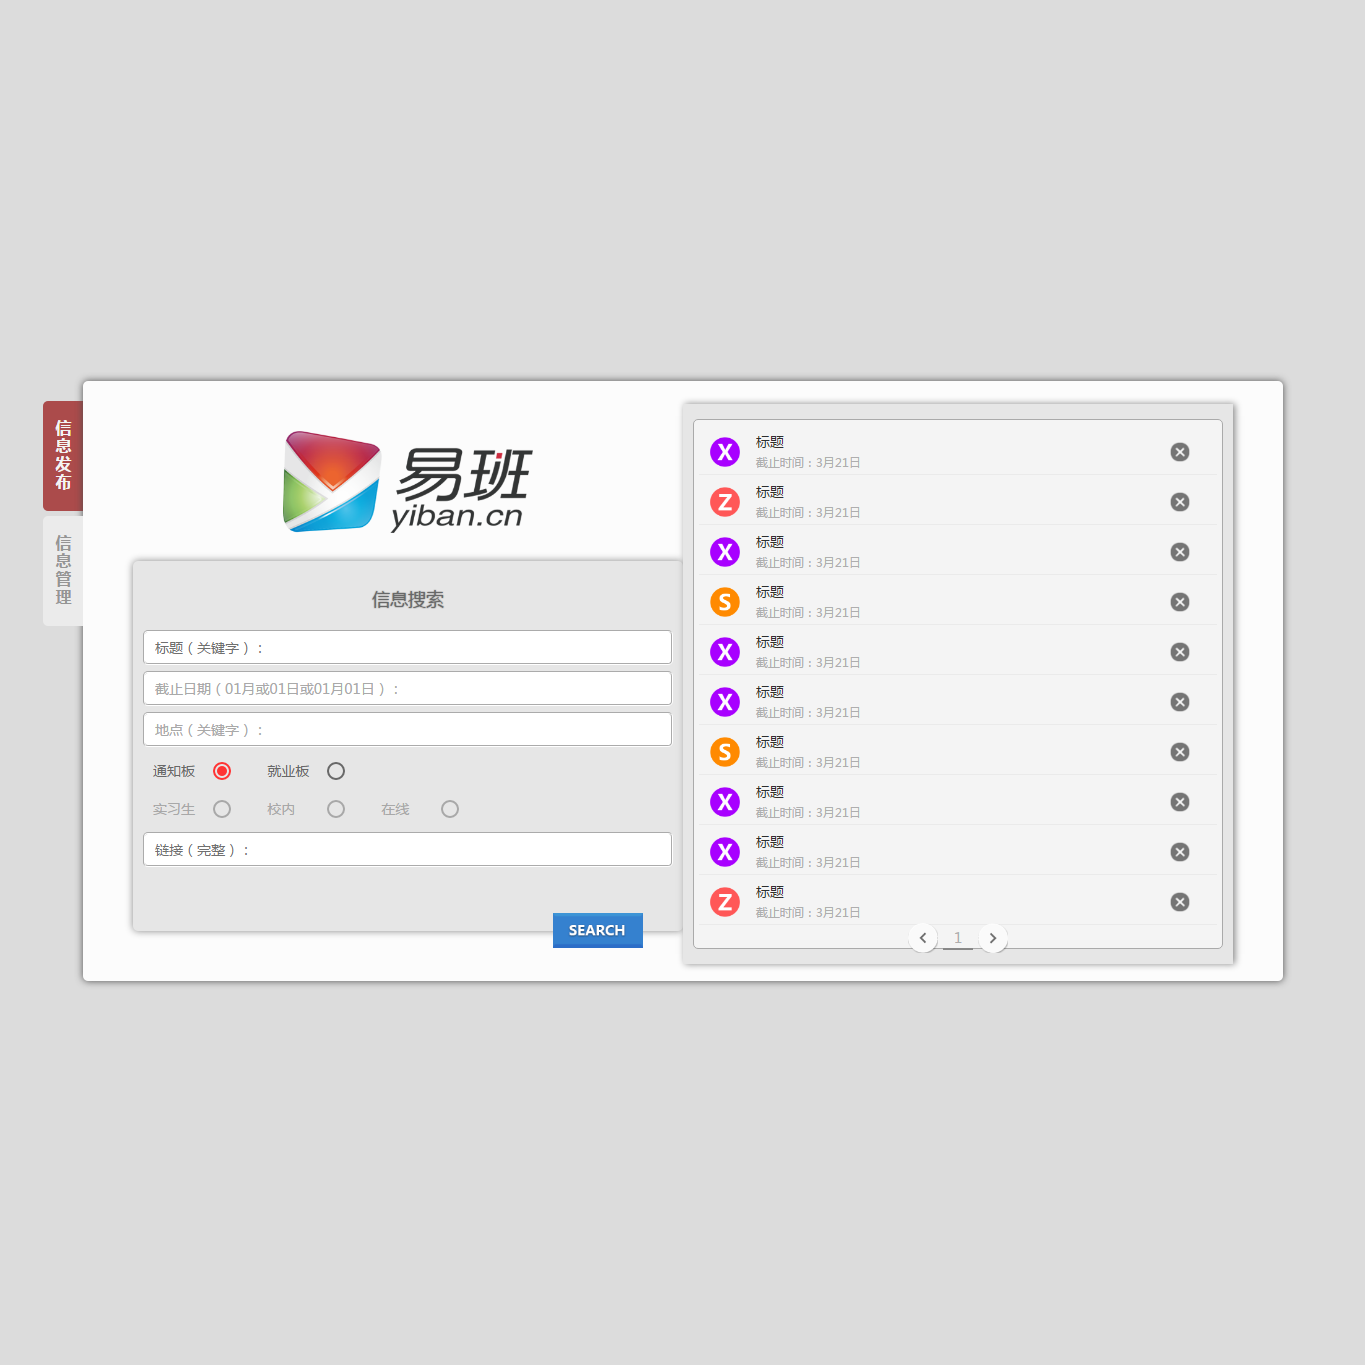 信息发布
信息管理
易班
yiban.cn
信息搜索
标题（关键字）：
截止日期（01月或01日或01月01日）：
地点（关键字）：
通知板 就业板
实习生 校内 在线
链接（完整）：
SEARCH
X 标题
截止时间：3月21日
Z 标题
截止时间：3月21日
X 标题
截止时间：3月21日
S 标题
截止时间：3月21日
X 标题
截止时间：3月21日
X 标题
截止时间：3月21日
S 标题
截止时间：3月21日
X 标题
截止时间：3月21日
X 标题
截止时间：3月21日
Z 标题
截止时间：3月21日
1